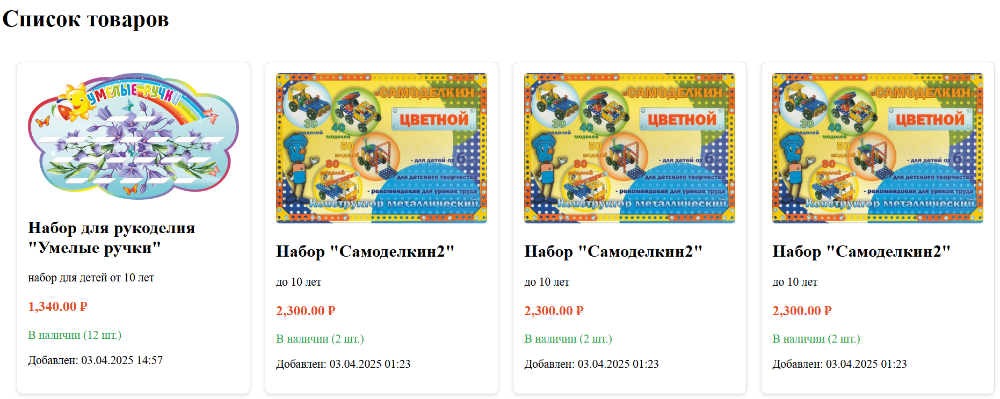 Список товаров
УМЕЛЫЕ РУЧКИ
Набор для рукоделия
"Умелые ручки"
набор для детей от 10 лет
1,340.00 ₽
В наличии (12 шт.)
Добавлен: 03.04.2025 14:57
«САМОДЕЛКИН»
ЦВЕТНОЙ
30
моделей
40
моделей
50
моделей
80
моделей
- для детей от 6 лет
- для детского творчества
- рекомендован для уроков труда
Конструктор металлический
Набор "Самоделкин2"
до 10 лет
2,300.00 ₽
В наличии (2 шт.)
Добавлен: 03.04.2025 01:23
«САМОДЕЛКИН»
ЦВЕТНОЙ
30
моделей
40
моделей
50
моделей
80
моделей
- для детей от 6 лет
- для детского творчества
- рекомендован для уроков труда
Конструктор металлический
Набор "Самоделкин2"
до 10 лет
2,300.00 ₽
В наличии (2 шт.)
Добавлен: 03.04.2025 01:23
«САМОДЕЛКИН»
ЦВЕТНОЙ
30
моделей
40
моделей
50
моделей
80
моделей
- для детей от 6 лет
- для детского творчества
- рекомендован для уроков труда
Конструктор металлический
Набор "Самоделкин2"
до 10 лет
2,300.00 ₽
В наличии (2 шт.)
Добавлен: 03.04.2025 01:23